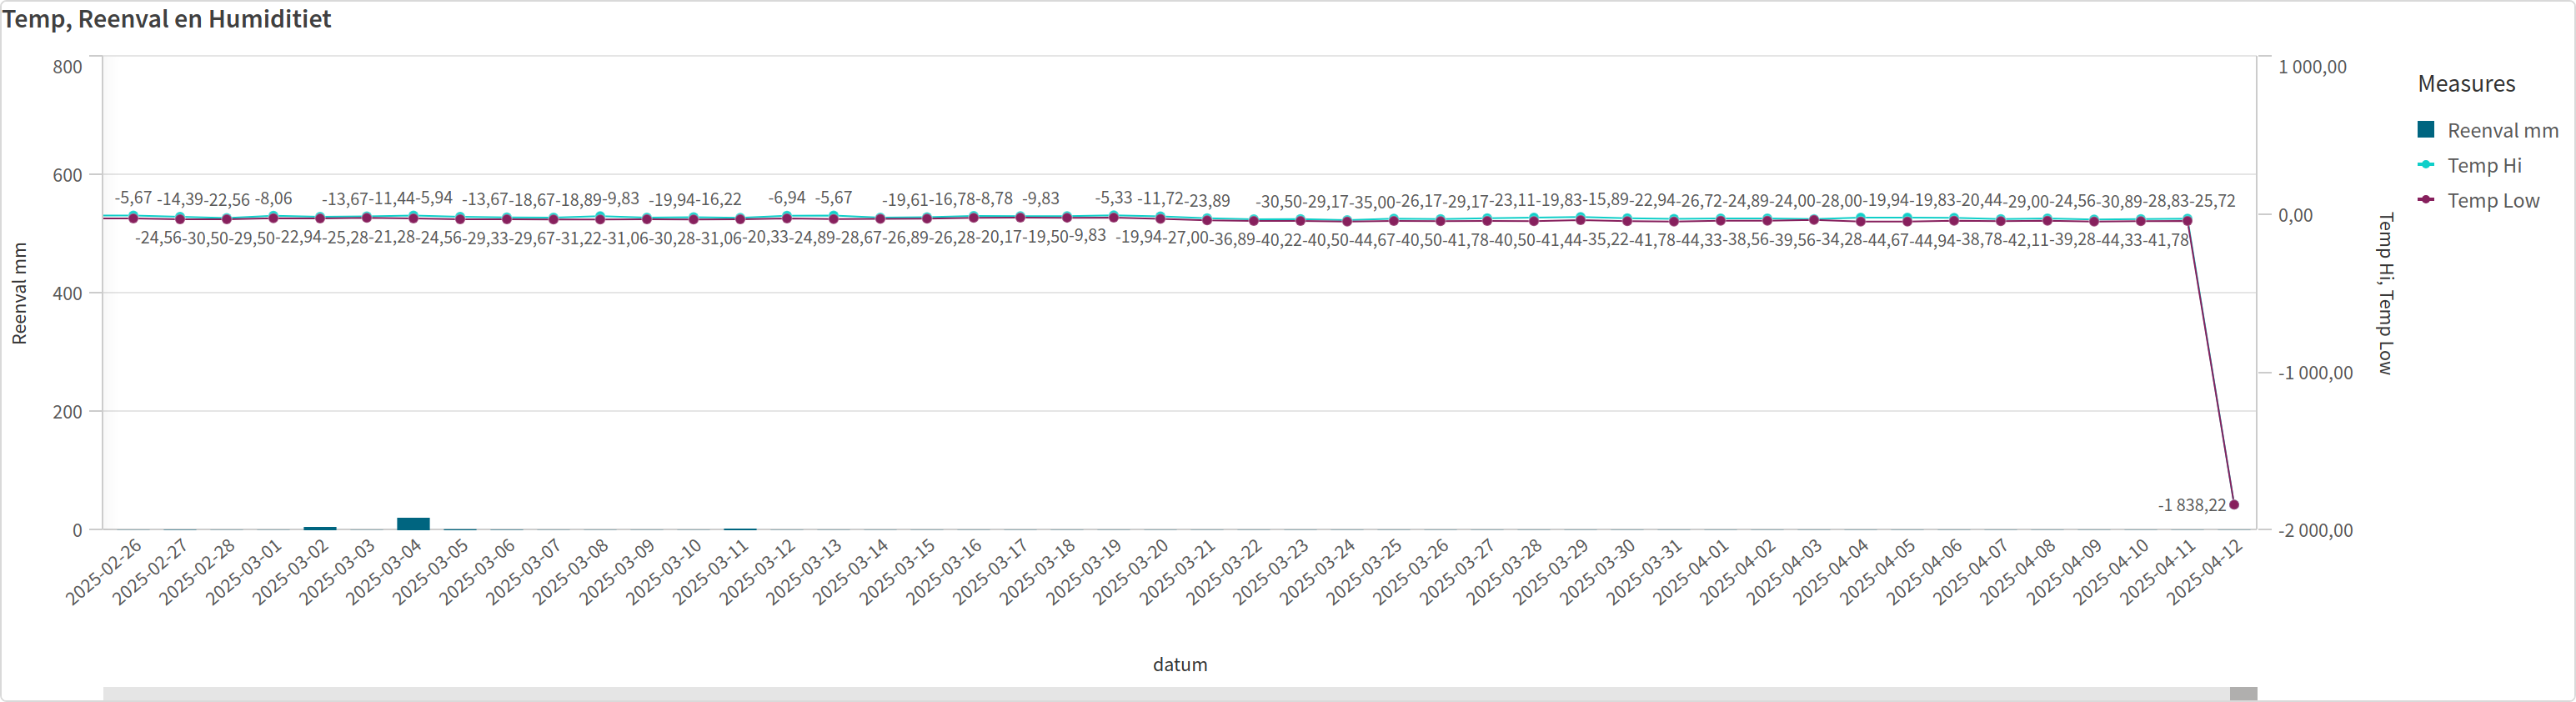 Temp, Reenval en Humiditiet
Measures
Reenval mm
Temp Hi
Temp Low
800
600
400
200
0
Reenval mm
1 000,00
0,00
-1 000,00
-2 000,00
Temp Hi, Temp Low
-5,67 -14,39 -22,56 -8,06 -13,67 -11,44 -5,94 -13,67 -18,67 -18,89 -9,83 -19,94 -16,22 -6,94 -5,67 -19,61 -16,78 -8,78 -9,83 -5,33 -11,72 -23,89 -30,50 -29,17 -35,00 -26,17 -29,17 -23,11 -19,83 -15,89 -22,94 -26,72 -24,89 -24,00 -28,00 -19,94 -19,83 -20,44 -29,00 -24,56 -30,89 -28,83 -25,72
-24,56 -30,50 -29,50 -22,94 -25,28 -21,28 -24,56 -29,33 -29,67 -31,22 -31,06 -30,28 -31,06 -20,33 -24,89 -28,67 -26,89 -26,28 -20,17 -19,50 -9,83 -19,94 -27,00 -36,89 -40,22 -40,50 -44,67 -40,50 -41,78 -40,50 -41,44 -35,22 -41,78 -44,33 -38,56 -39,56 -34,28 -44,67 -44,94 -38,78 -42,11 -39,28 -44,33 -41,78
-1 838,22
2025-02-26 2025-02-27 2025-02-28 2025-03-01 2025-03-02 2025-03-03 2025-03-04 2025-03-05 2025-03-06 2025-03-07 2025-03-08 2025-03-09 2025-03-10 2025-03-11 2025-03-12 2025-03-13 2025-03-14 2025-03-15 2025-03-16 2025-03-17 2025-03-18 2025-03-19 2025-03-20 2025-03-21 2025-03-22 2025-03-23 2025-03-24 2025-03-25 2025-03-26 2025-03-27 2025-03-28 2025-03-29 2025-03-30 2025-03-31 2025-04-01 2025-04-02 2025-04-03 2025-04-04 2025-04-05 2025-04-06 2025-04-07 2025-04-08 2025-04-09 2025-04-10 2025-04-11 2025-04-12
datum